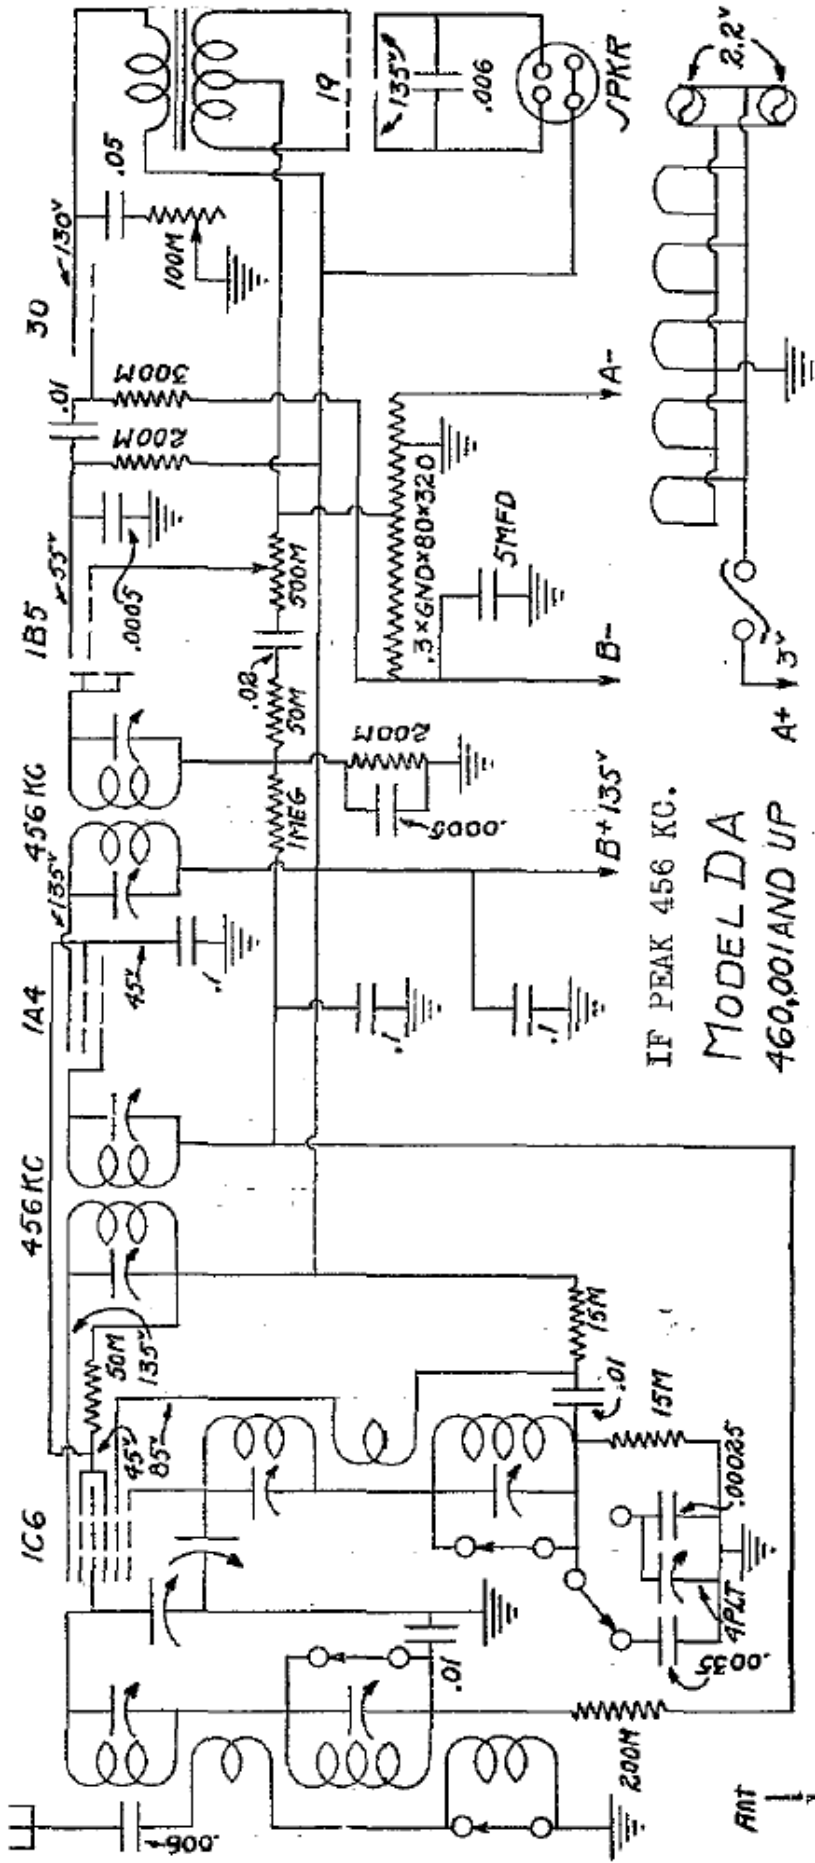 1C6
456KC
1A4
456 KC
1B5
30
19
SPKR
ANT
.006
.01
200M
.0035
4PLT
.00025
15M
.01
15M
45V
85V
50M
135V
45V
.1
135V
.1
.1
1MEG
50M
.02
500M
.0005
200M
55V
.0005
200M
300M
.01
130V
.05
100M
135V
.006
.3×GND×80×320
5MFD
B+135V
B-
A-
A+
3V
2.2V
IF PEAK 456 KC.
MODEL DA
460,001 AND UP